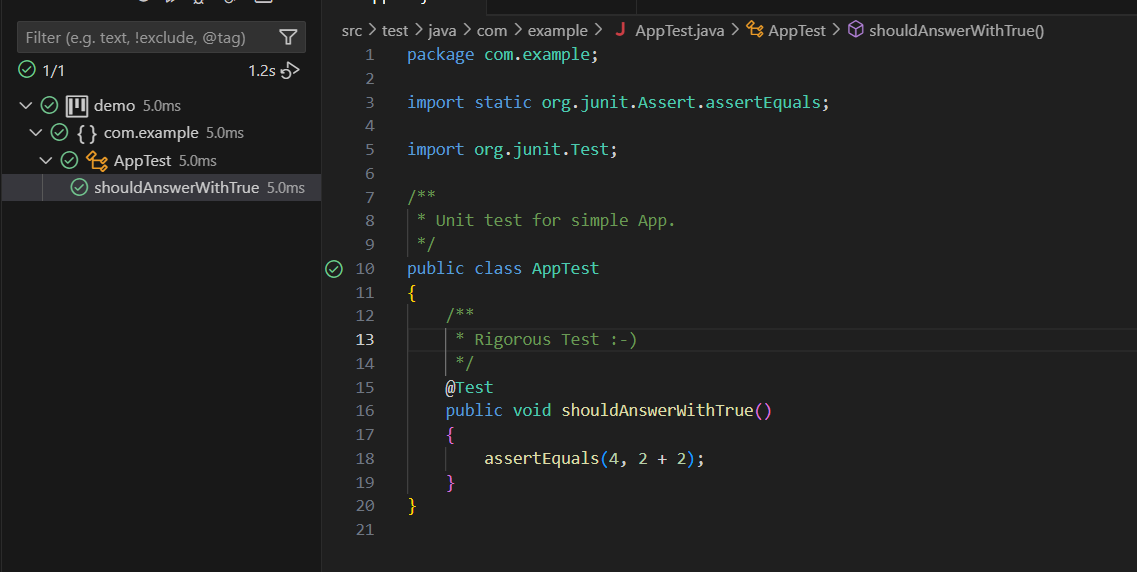 Filter (e.g. text, !exclude, @tag)
1/1
1.2s
demo 5.0ms
{ } com.example 5.0ms
AppTest 5.0ms
shouldAnswerWithTrue 5.0ms
src > test > java > com > example > J AppTest.java > AppTest > shouldAnswerWithTrue()
1 package com.example;
2
3 import static org.junit.Assert.assertEquals;
4
5 import org.junit.Test;
6
7 /**
8 * Unit test for simple App.
9 */
10 public class AppTest
11 {
12 /**
13 * Rigorous Test :-)
14 */
15 @Test
16 public void shouldAnswerWithTrue()
17 {
18 assertEquals(4, 2 + 2);
19 }
20 }
21